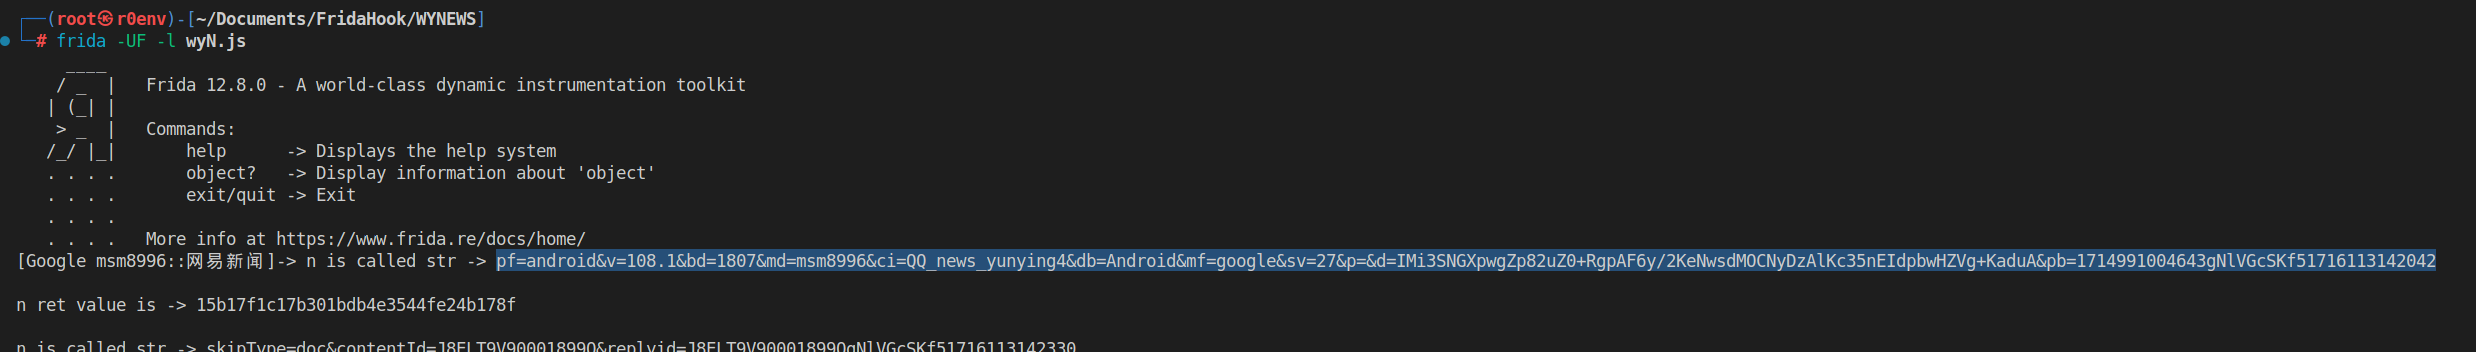 ┌──(root㉿r0env)-[~/Documents/FridaHook/WYNEWS]
└─# frida -UF -l wyN.js
     ____
    / _  |   Frida 12.8.0 - A world-class dynamic instrumentation toolkit
   | (_| |
    > _  |   Commands:
   /_/ |_|       help      -> Displays the help system
   . . . .       object?   -> Display information about 'object'
   . . . .       exit/quit -> Exit
   . . . .
   . . . .   More info at https://www.frida.re/docs/home/
[Google msm8996::网易新闻]-> n is called str -> pf=android&v=108.1&bd=1807&md=msm8996&ci=QQ_news_yunying4&db=Android&mf=google&sv=27&p=&d=IMi3SNGXpwgZp82uZ0+RgpAF6y/2KeNwsdMOCNyDzAlKc35nEIdpbwHZVg+KaduA&pb=1714991004643gNlVGcSKf51716113142042
n ret value is -> 15b17f1c17b301bdb4e3544fe24b178f
n is called str -> skipType=doc&contentId=J8FLT9V90001899O&replyid=J8FLT9V90001899OgNlVGcSKf51716113142330